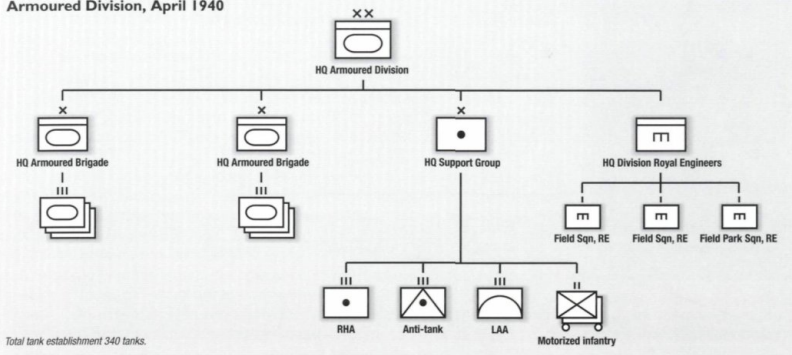 Armoured Division, April 1940
HQ Armoured Division
HQ Armoured Brigade
HQ Armoured Brigade
HQ Support Group
HQ Division Royal Engineers
Field Sqn, RE
Field Sqn, RE
Field Park Sqn, RE
RHA
Anti-tank
LAA
Motorized infantry
Total tank establishment 340 tanks.